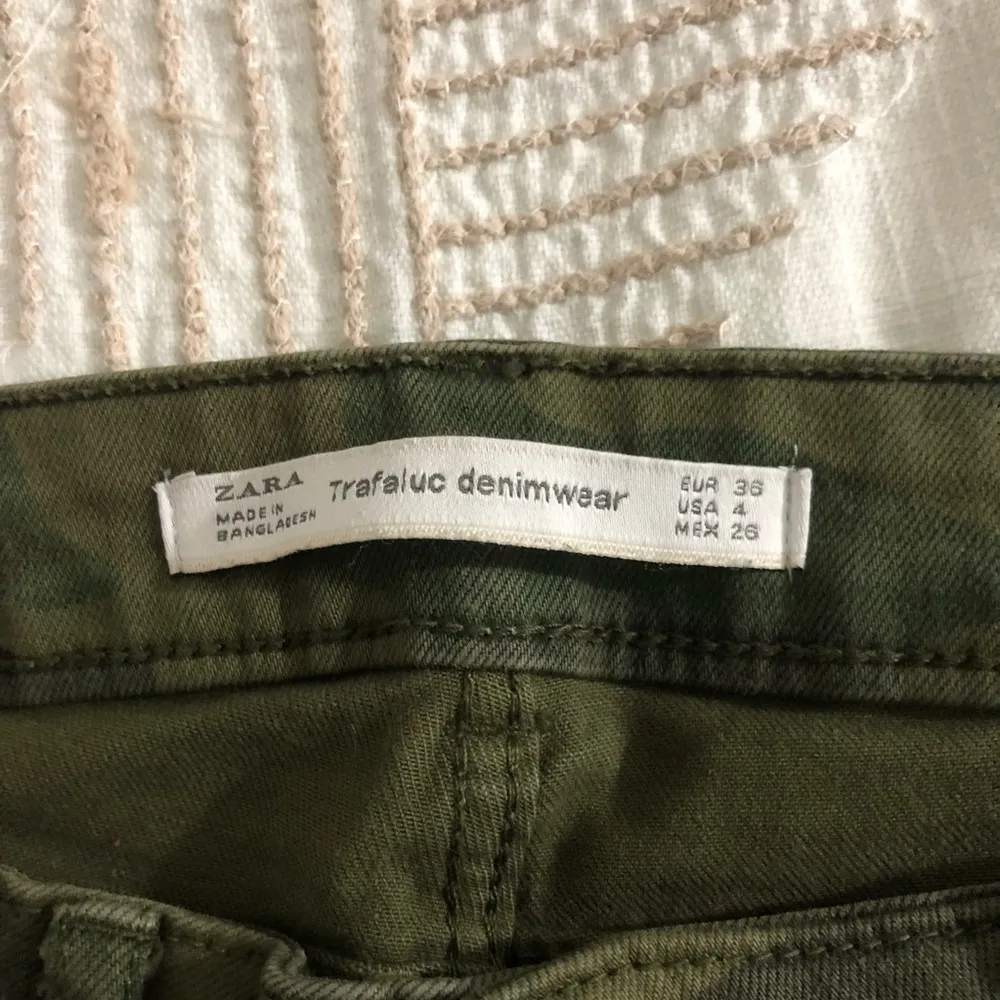 ZARA
MADE IN
BANGLADESH
Trafaluc denimwear
EUR 36
USA 4
MEX 26